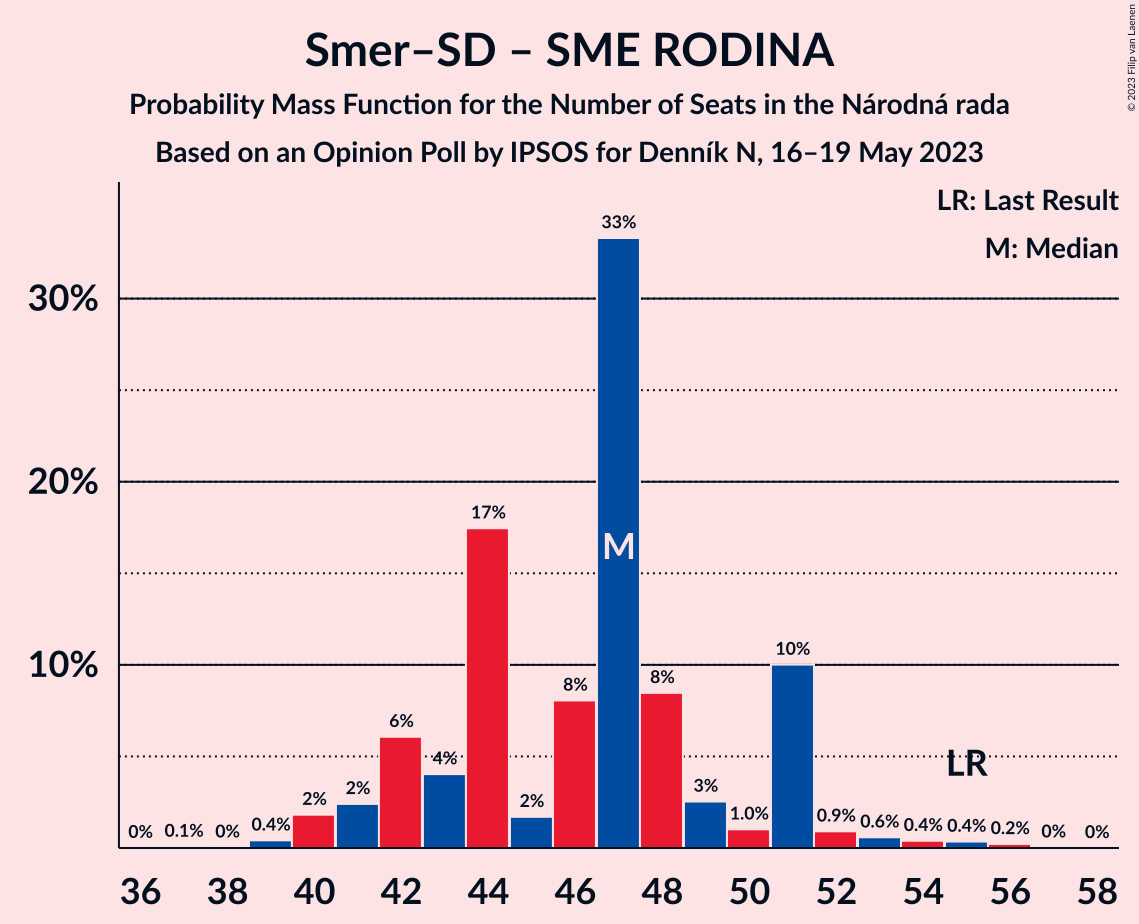 Smer–SD – SME RODINA
Probability Mass Function for the Number of Seats in the Národná rada
Based on an Opinion Poll by IPSOS for Denník N, 16–19 May 2023
© 2023 Filip van Laenen
LR: Last Result
M: Median
30%
20%
10%
0% 0.1% 0% 0.4% 2% 2% 6% 4% 17% 2% 8% 33% 8% 3% 1.0% 10% 0.9% 0.6% 0.4% 0.4% 0.2% 0% 0%
M
LR
36 38 40 42 44 46 48 50 52 54 56 58